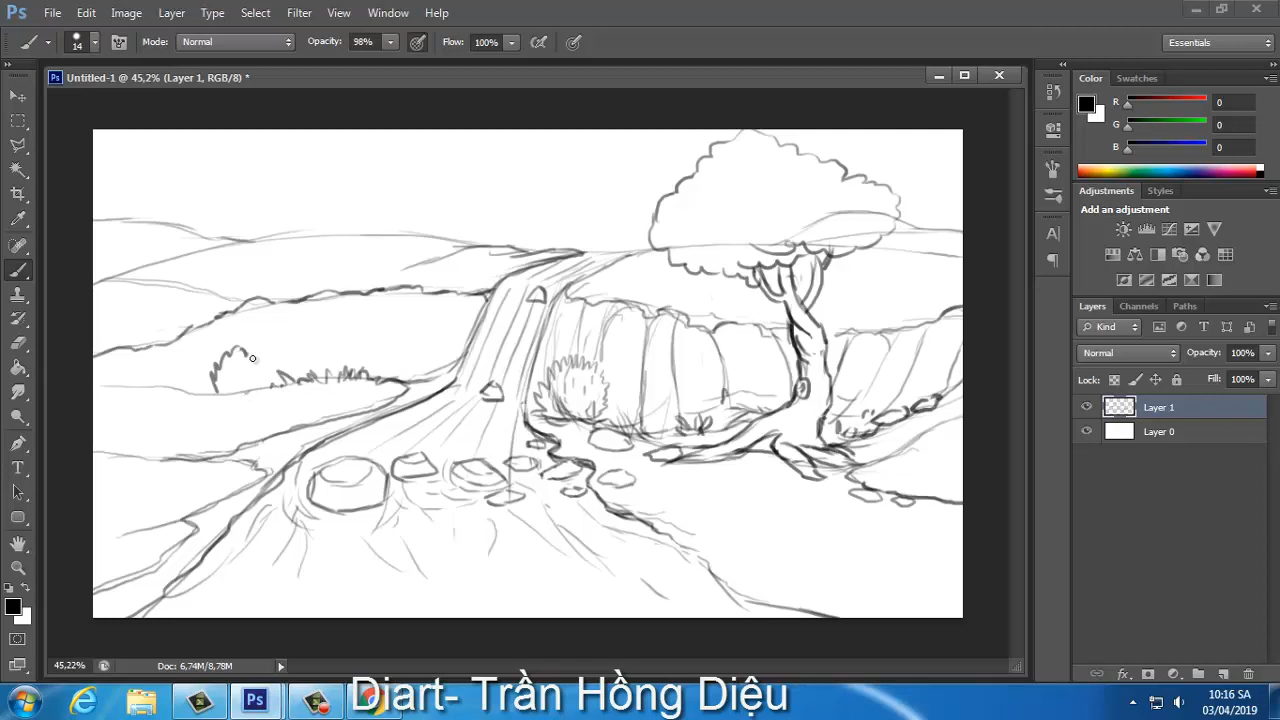 Ps File Edit Image Layer Type Select Filter View Window Help
14 Mode: Normal Opacity: 98% Flow: 100% Essentials
Ps Untitled-1 @ 45,2% (Layer 1, RGB/8) *
Color Swatches
R 0
G 0
B 0
Adjustments Styles
Add an adjustment
Layers Channels Paths
Kind
Normal Opacity: 100%
Lock: Fill: 100%
Layer 1
Layer 0
45,22% Doc: 6,74M/8,78M
Djart- Trần Hồng Diệu
10:16 SA
03/04/2019